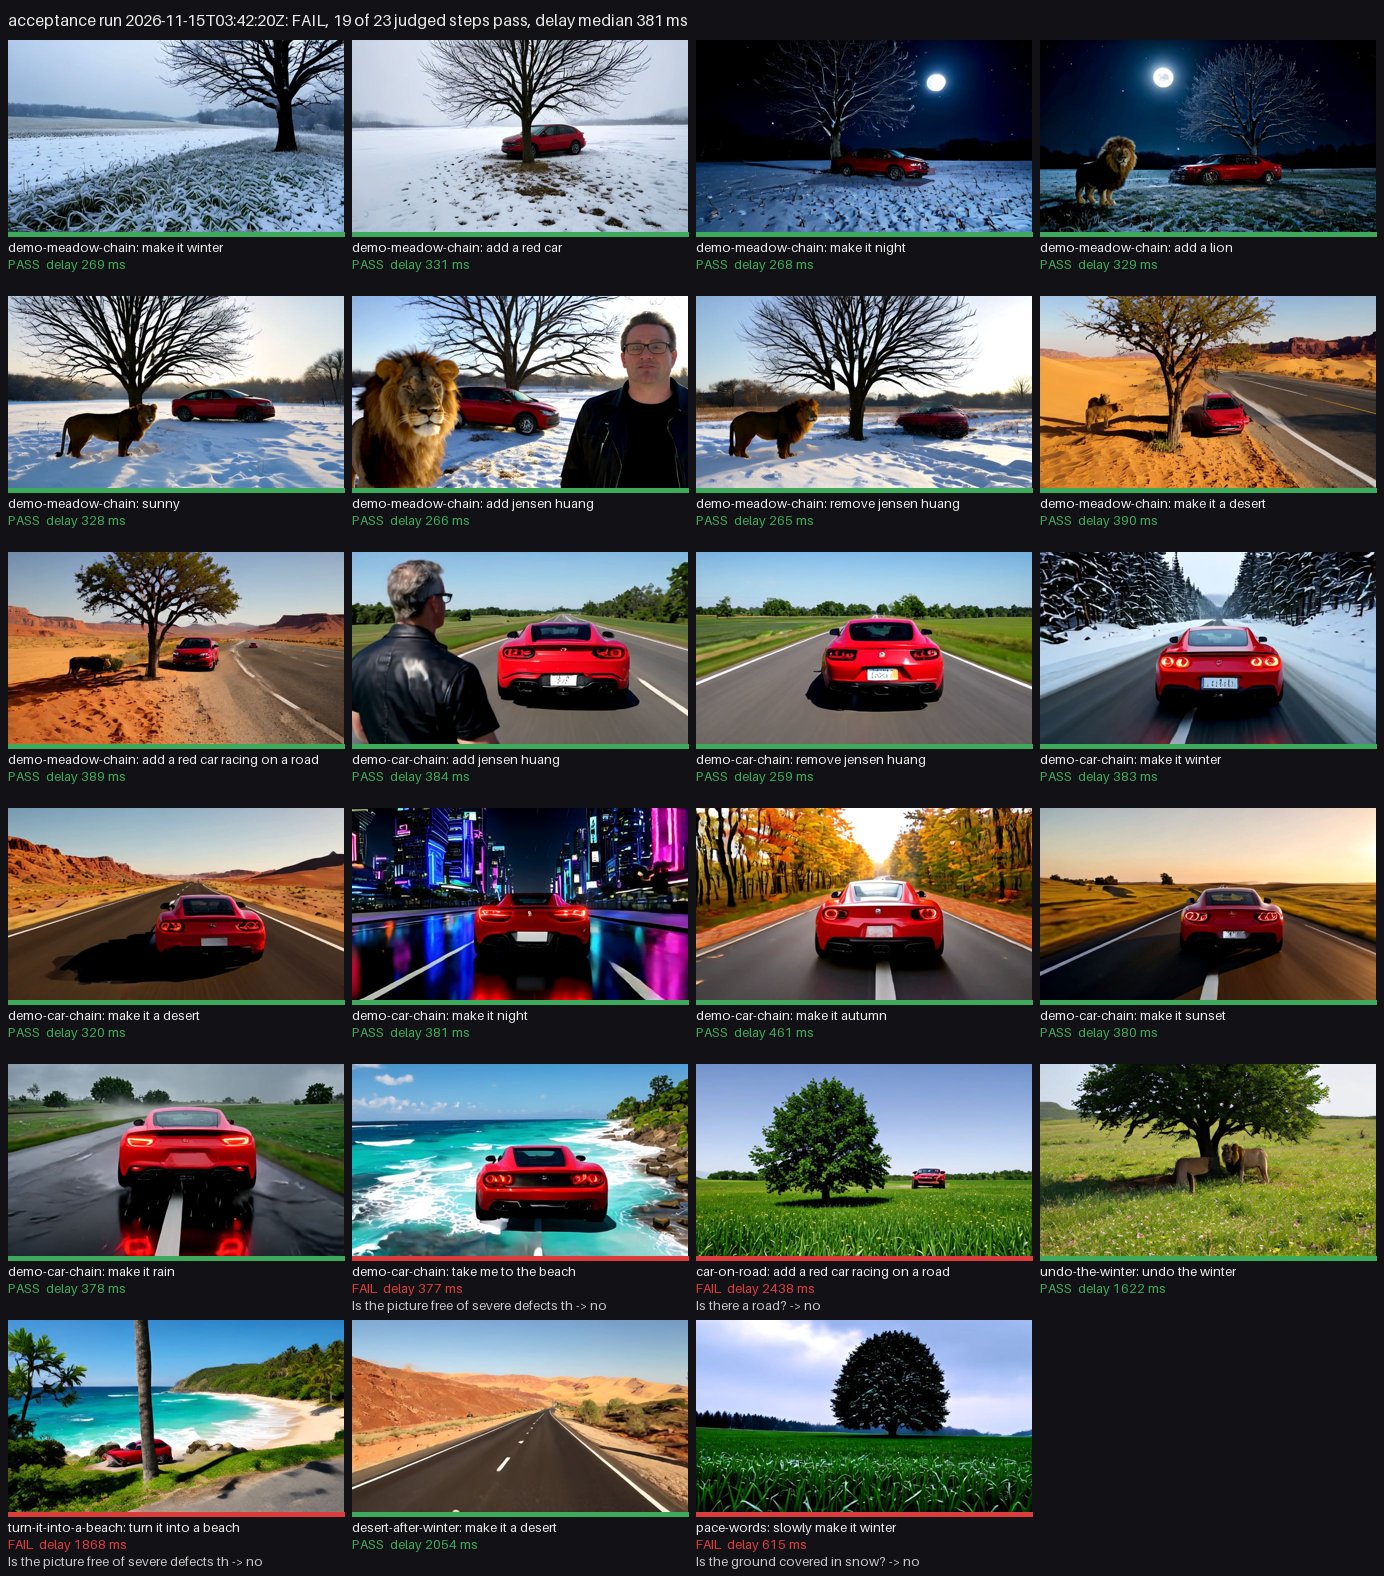 acceptance run 2026-11-15T03:42:20Z: FAIL, 19 of 23 judged steps pass, delay median 381 ms
demo-meadow-chain: make it winter
PASS delay 269 ms
demo-meadow-chain: add a red car
PASS delay 331 ms
demo-meadow-chain: make it night
PASS delay 268 ms
demo-meadow-chain: add a lion
PASS delay 329 ms
demo-meadow-chain: sunny
PASS delay 328 ms
demo-meadow-chain: add jensen huang
PASS delay 266 ms
demo-meadow-chain: remove jensen huang
PASS delay 265 ms
demo-meadow-chain: make it a desert
PASS delay 390 ms
demo-meadow-chain: add a red car racing on a road
PASS delay 389 ms
demo-car-chain: add jensen huang
PASS delay 384 ms
demo-car-chain: remove jensen huang
PASS delay 259 ms
demo-car-chain: make it winter
PASS delay 383 ms
demo-car-chain: make it a desert
PASS delay 320 ms
demo-car-chain: make it night
PASS delay 381 ms
demo-car-chain: make it autumn
PASS delay 461 ms
demo-car-chain: make it sunset
PASS delay 380 ms
demo-car-chain: make it rain
PASS delay 378 ms
demo-car-chain: take me to the beach
FAIL delay 377 ms
Is the picture free of severe defects th -> no
car-on-road: add a red car racing on a road
FAIL delay 2438 ms
Is there a road? -> no
undo-the-winter: undo the winter
PASS delay 1622 ms
turn-it-into-a-beach: turn it into a beach
FAIL delay 1868 ms
Is the picture free of severe defects th -> no
desert-after-winter: make it a desert
PASS delay 2054 ms
pace-words: slowly make it winter
FAIL delay 615 ms
Is the ground covered in snow? -> no